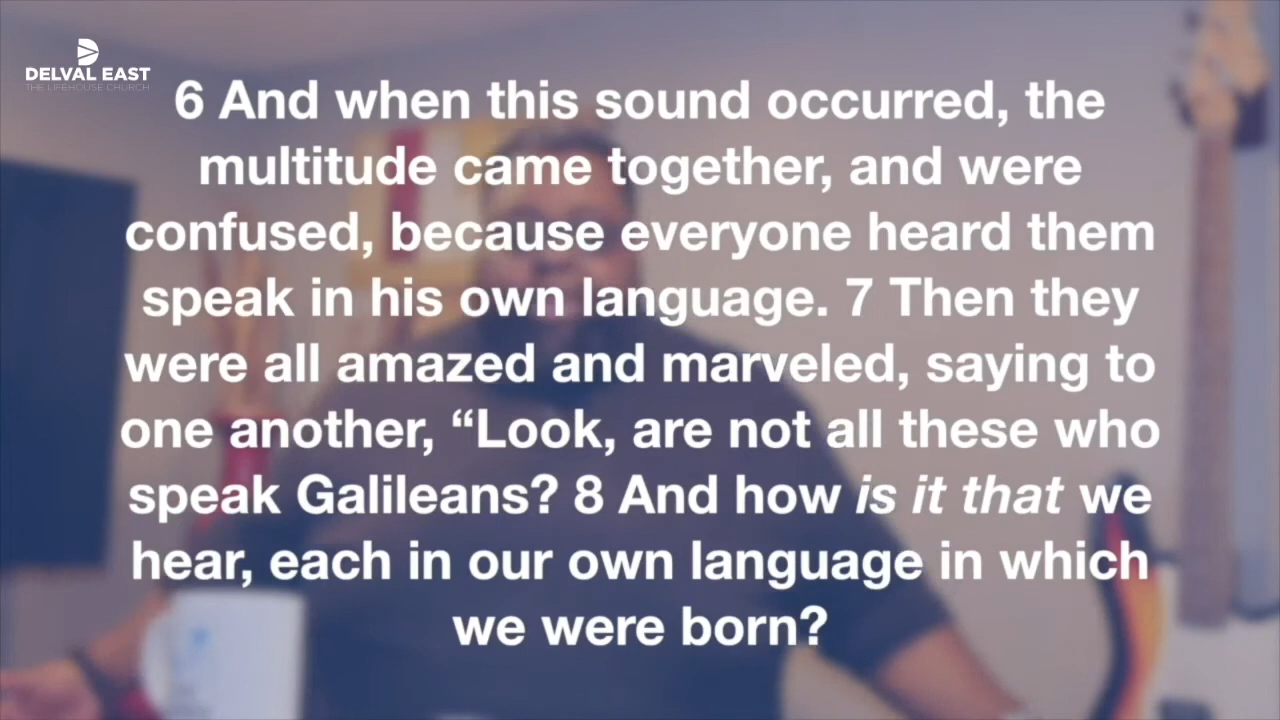 DELVAL EAST
THE LIFEHOUSE CHURCH
6 And when this sound occurred, the
multitude came together, and were
confused, because everyone heard them
speak in his own language. 7 Then they
were all amazed and marveled, saying to
one another, “Look, are not all these who
speak Galileans? 8 And how is it that we
hear, each in our own language in which
we were born?